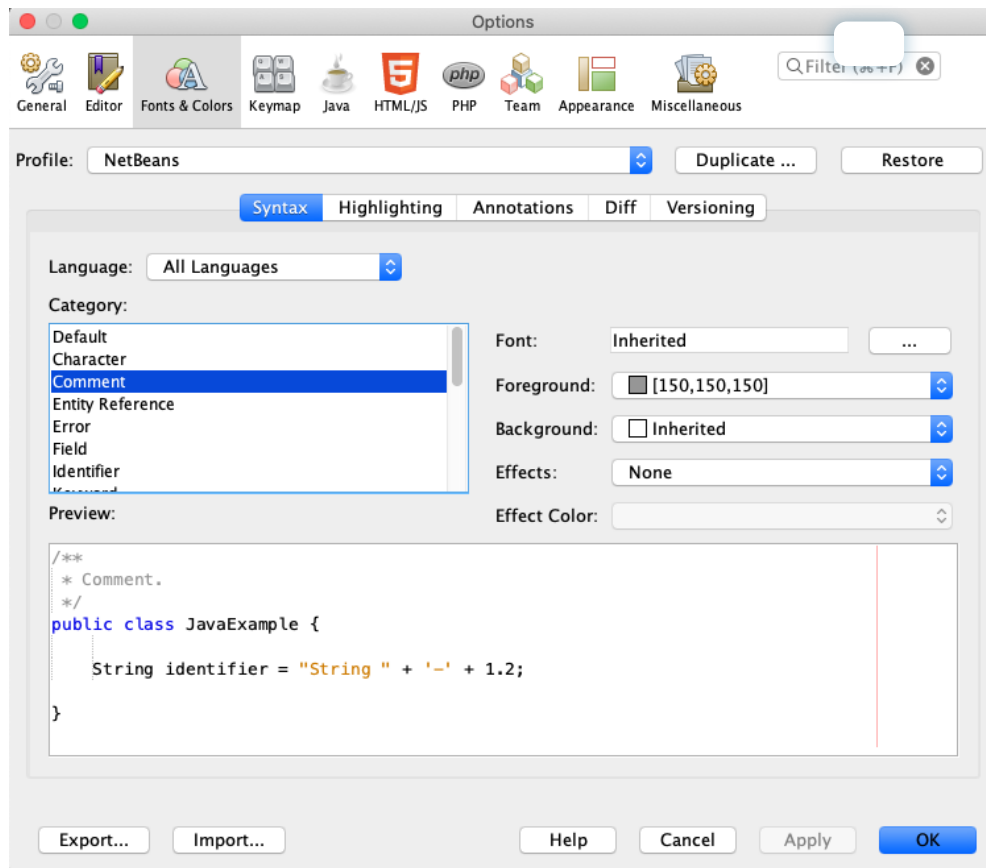 Options
General Editor Fonts & Colors Keymap Java HTML/JS PHP Team Appearance Miscellaneous
php
Profile: NetBeans Duplicate ... Restore
Syntax Highlighting Annotations Diff Versioning
Language: All Languages
Category:
Default
Character
Comment
Entity Reference
Error
Field
Identifier
Font: Inherited ...
Foreground: [150,150,150]
Background: Inherited
Effects: None
Effect Color:
Preview:
/**
* Comment.
*/
public class JavaExample {
String identifier = "String " + '-' + 1.2;
}
Export... Import... Help Cancel Apply OK